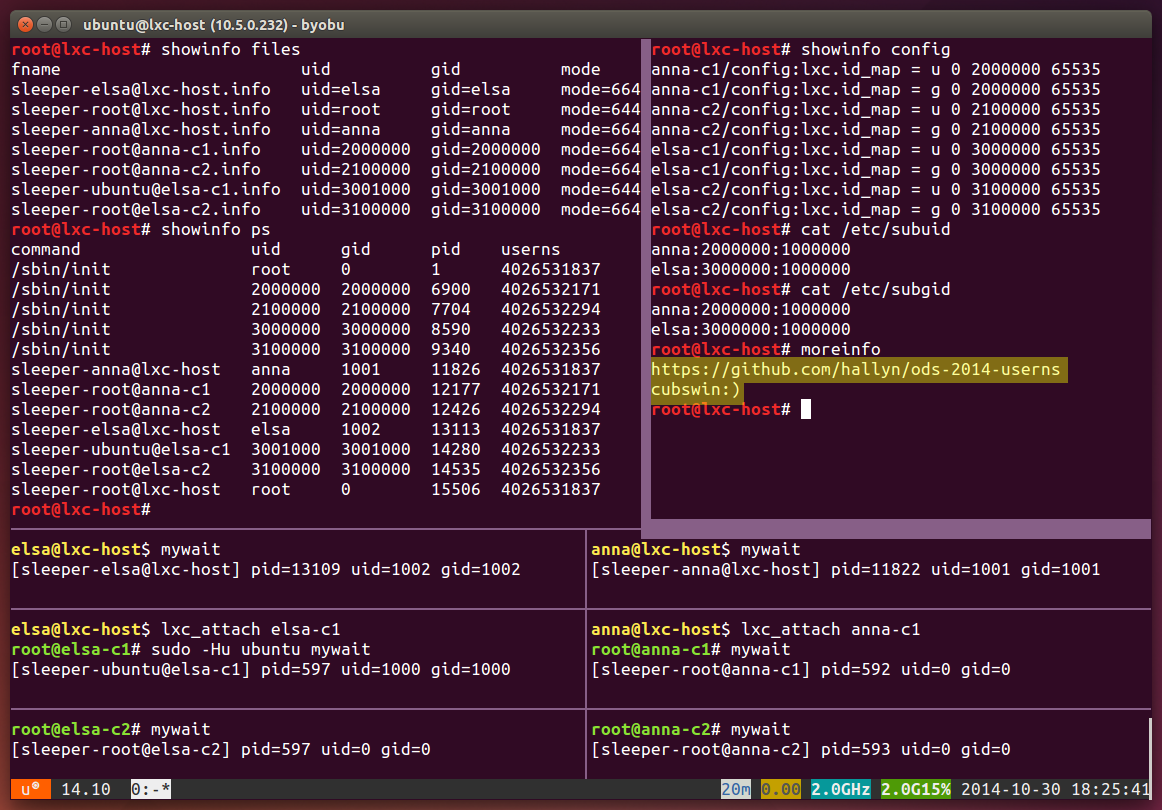 ubuntu@lxc-host (10.5.0.232) - byobu
root@lxc-host# showinfo files
fname uid gid mode
sleeper-elsa@lxc-host.info uid=elsa gid=elsa mode=664
sleeper-root@lxc-host.info uid=root gid=root mode=644
sleeper-anna@lxc-host.info uid=anna gid=anna mode=664
sleeper-root@anna-c1.info uid=2000000 gid=2000000 mode=664
sleeper-root@anna-c2.info uid=2100000 gid=2100000 mode=664
sleeper-ubuntu@elsa-c1.info uid=3001000 gid=3001000 mode=644
sleeper-root@elsa-c2.info uid=3100000 gid=3100000 mode=664
root@lxc-host# showinfo ps
command uid gid pid userns
/sbin/init root 0 1 4026531837
/sbin/init 2000000 2000000 6900 4026532171
/sbin/init 2100000 2100000 7704 4026532294
/sbin/init 3000000 3000000 8590 4026532233
/sbin/init 3100000 3100000 9340 4026532356
sleeper-anna@lxc-host anna 1001 11826 4026531837
sleeper-root@anna-c1 2000000 2000000 12177 4026532171
sleeper-root@anna-c2 2100000 2100000 12426 4026532294
sleeper-elsa@lxc-host elsa 1002 13113 4026531837
sleeper-ubuntu@elsa-c1 3001000 3001000 14280 4026532233
sleeper-root@elsa-c2 3100000 3100000 14535 4026532356
sleeper-root@lxc-host root 0 15506 4026531837
root@lxc-host#
root@lxc-host# showinfo config
anna-c1/config:lxc.id_map = u 0 2000000 65535
anna-c1/config:lxc.id_map = g 0 2000000 65535
anna-c2/config:lxc.id_map = u 0 2100000 65535
anna-c2/config:lxc.id_map = g 0 2100000 65535
elsa-c1/config:lxc.id_map = u 0 3000000 65535
elsa-c1/config:lxc.id_map = g 0 3000000 65535
elsa-c2/config:lxc.id_map = u 0 3100000 65535
elsa-c2/config:lxc.id_map = g 0 3100000 65535
root@lxc-host# cat /etc/subuid
anna:2000000:1000000
elsa:3000000:1000000
root@lxc-host# cat /etc/subgid
anna:2000000:1000000
elsa:3000000:1000000
root@lxc-host# moreinfo
https://github.com/hallyn/ods-2014-userns
cubswin:)
root@lxc-host#
elsa@lxc-host$ mywait
[sleeper-elsa@lxc-host] pid=13109 uid=1002 gid=1002
anna@lxc-host$ mywait
[sleeper-anna@lxc-host] pid=11822 uid=1001 gid=1001
elsa@lxc-host$ lxc_attach elsa-c1
root@elsa-c1# sudo -Hu ubuntu mywait
[sleeper-ubuntu@elsa-c1] pid=597 uid=1000 gid=1000
anna@lxc-host$ lxc_attach anna-c1
root@anna-c1# mywait
[sleeper-root@anna-c1] pid=592 uid=0 gid=0
root@elsa-c2# mywait
[sleeper-root@elsa-c2] pid=597 uid=0 gid=0
root@anna-c2# mywait
[sleeper-root@anna-c2] pid=593 uid=0 gid=0
u 14.10 0:-* 20m 0.00 2.0GHz 2.0G15% 2014-10-30 18:25:41